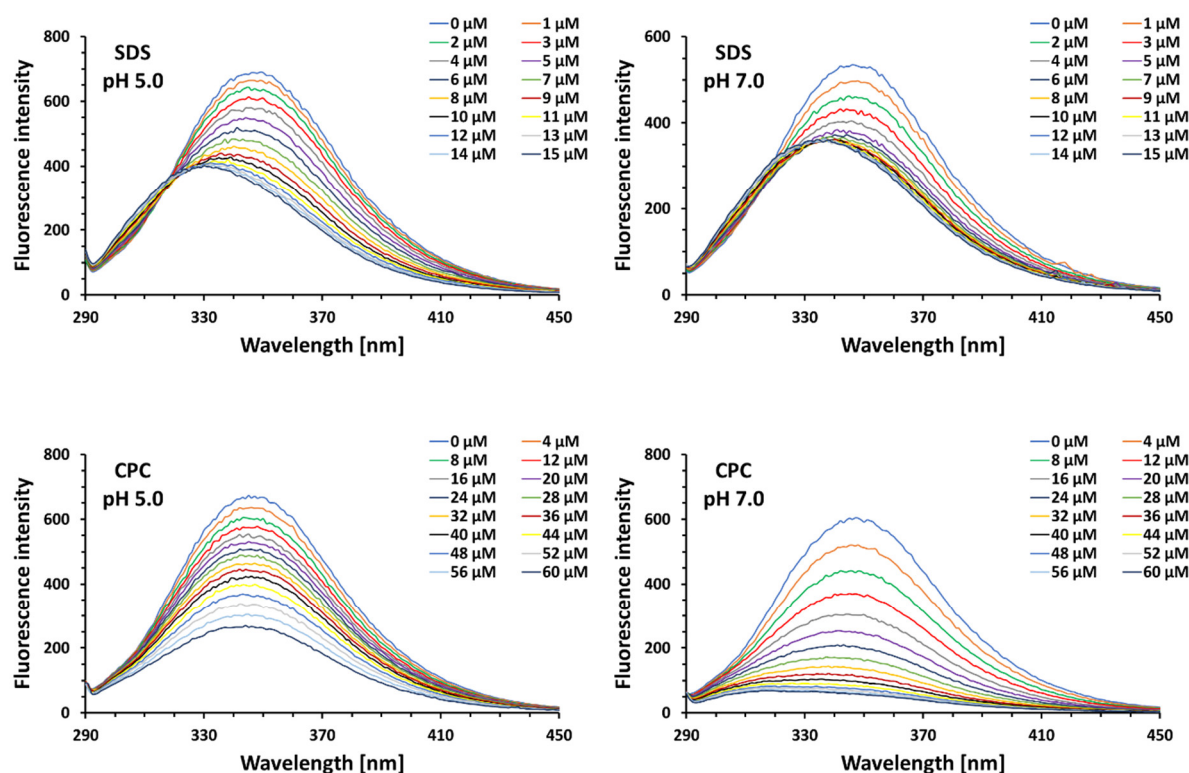 SDS
pH 5.0
0 µM 1 µM
2 µM 3 µM
4 µM 5 µM
6 µM 7 µM
8 µM 9 µM
10 µM 11 µM
12 µM 13 µM
14 µM 15 µM
Fluorescence intensity
800
600
400
200
0
290 330 370 410 450
Wavelength [nm]
SDS
pH 7.0
0 µM 1 µM
2 µM 3 µM
4 µM 5 µM
6 µM 7 µM
8 µM 9 µM
10 µM 11 µM
12 µM 13 µM
14 µM 15 µM
Fluorescence intensity
600
400
200
0
290 330 370 410 450
Wavelength [nm]
CPC
pH 5.0
0 µM 4 µM
8 µM 12 µM
16 µM 20 µM
24 µM 28 µM
32 µM 36 µM
40 µM 44 µM
48 µM 52 µM
56 µM 60 µM
Fluorescence intensity
800
600
400
200
0
290 330 370 410 450
Wavelength [nm]
CPC
pH 7.0
0 µM 4 µM
8 µM 12 µM
16 µM 20 µM
24 µM 28 µM
32 µM 36 µM
40 µM 44 µM
48 µM 52 µM
56 µM 60 µM
Fluorescence intensity
800
600
400
200
0
290 330 370 410 450
Wavelength [nm]